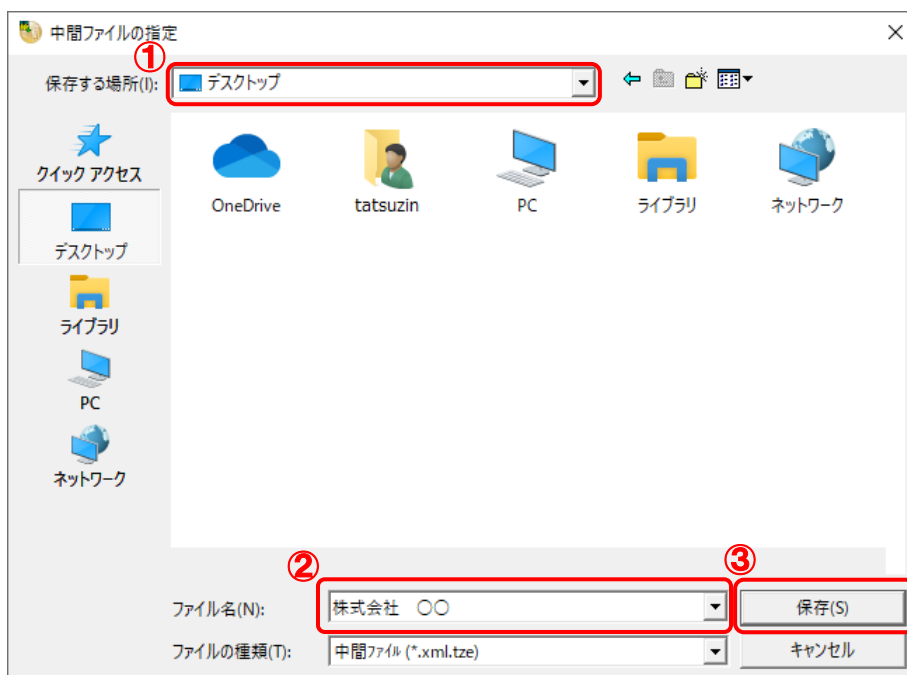 中間ファイルの指定
①
保存する場所(I):
デスクトップ
クイック アクセス
デスクトップ
ライブラリ
PC
ネットワーク
OneDrive
tatsuzin
PC
ライブラリ
ネットワーク
②
③
ファイル名(N):
株式会社　○○
保存(S)
ファイルの種類(T):
中間ﾌｧｲﾙ (*.xml.tze)
キャンセル